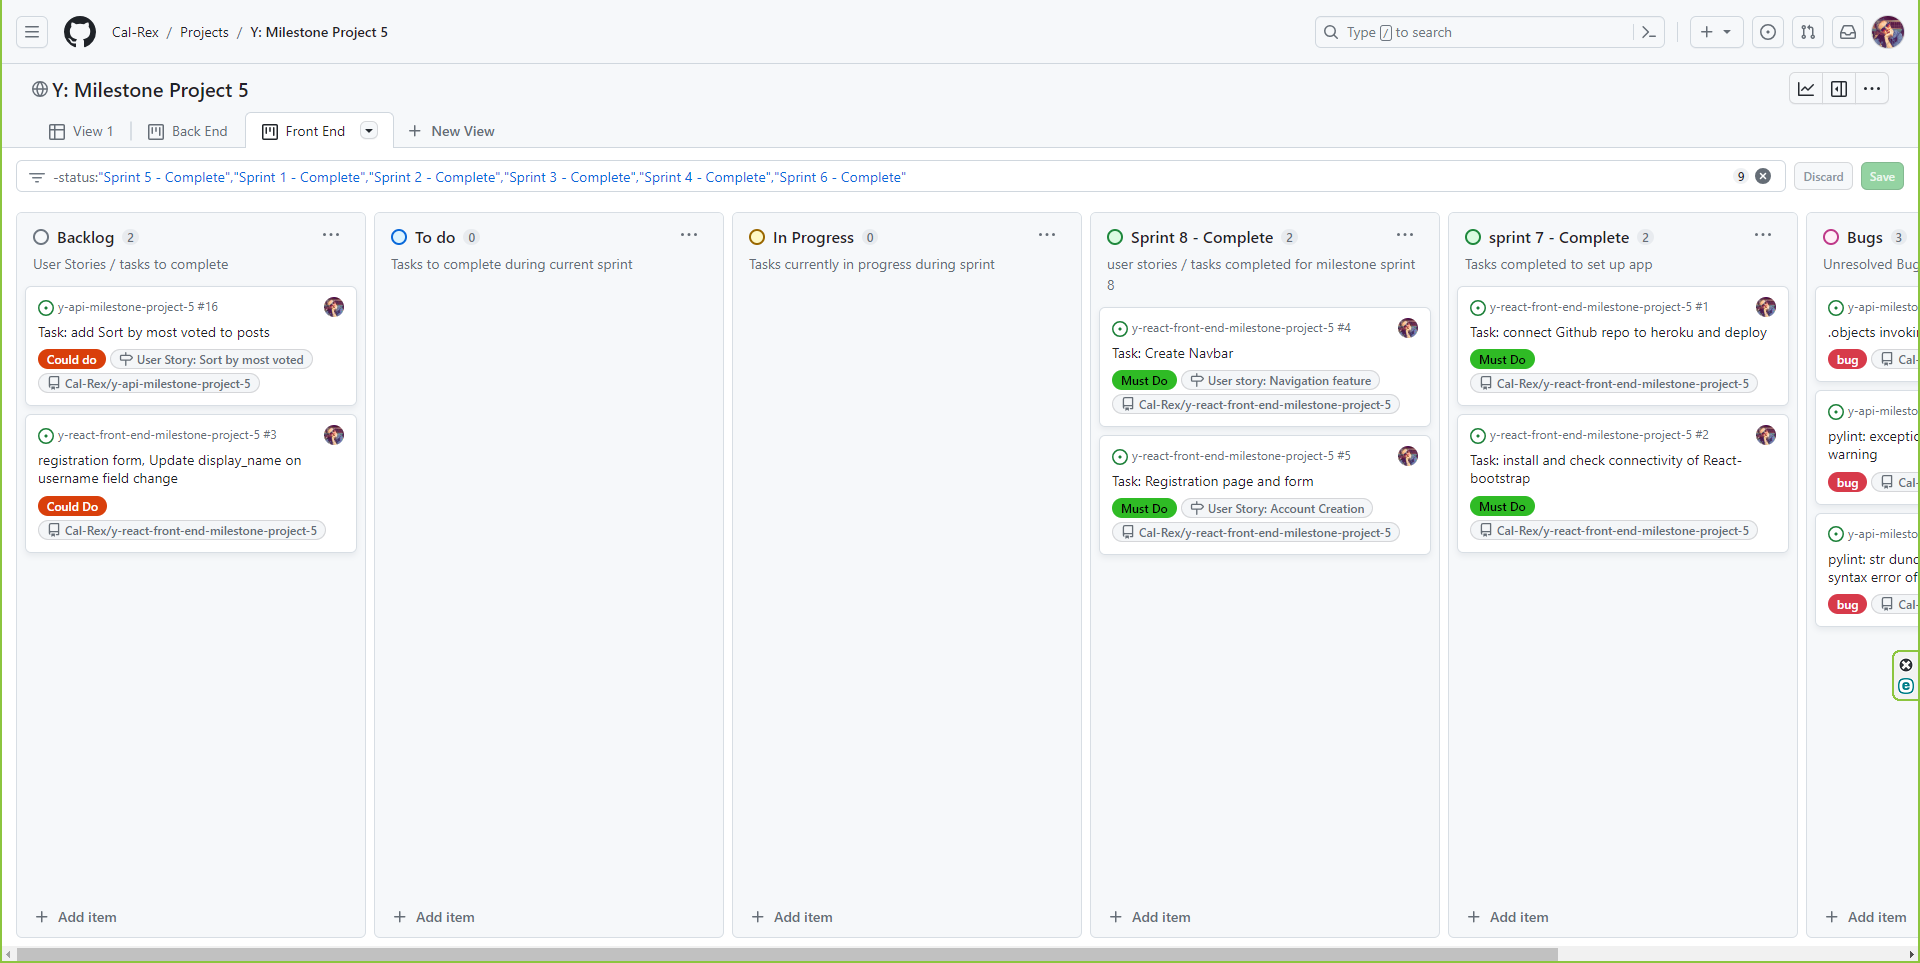 Cal-Rex / Projects / Y: Milestone Project 5
Type / to search
Y: Milestone Project 5
View 1
Back End
Front End
New View
-status:"Sprint 5 - Complete","Sprint 1 - Complete","Sprint 2 - Complete","Sprint 3 - Complete","Sprint 4 - Complete","Sprint 6 - Complete"
9
Discard
Save
Backlog 2
User Stories / tasks to complete
y-api-milestone-project-5 #16
Task: add Sort by most voted to posts
Could do
User Story: Sort by most voted
Cal-Rex/y-api-milestone-project-5
y-react-front-end-milestone-project-5 #3
registration form, Update display_name on
username field change
Could Do
Cal-Rex/y-react-front-end-milestone-project-5
Add item
To do 0
Tasks to complete during current sprint
Add item
In Progress 0
Tasks currently in progress during sprint
Add item
Sprint 8 - Complete 2
user stories / tasks completed for milestone sprint
8
y-react-front-end-milestone-project-5 #4
Task: Create Navbar
Must Do
User story: Navigation feature
Cal-Rex/y-react-front-end-milestone-project-5
y-react-front-end-milestone-project-5 #5
Task: Registration page and form
Must Do
User Story: Account Creation
Cal-Rex/y-react-front-end-milestone-project-5
Add item
sprint 7 - Complete 2
Tasks completed to set up app
y-react-front-end-milestone-project-5 #1
Task: connect Github repo to heroku and deploy
Must Do
Cal-Rex/y-react-front-end-milestone-project-5
y-react-front-end-milestone-project-5 #2
Task: install and check connectivity of React-
bootstrap
Must Do
Cal-Rex/y-react-front-end-milestone-project-5
Add item
Bugs 3
Unresolved Bug
y-api-milesto
.objects invokin
bug
Cal-
y-api-milesto
pylint: exceptio
warning
bug
Cal-
y-api-milesto
pylint: str dund
syntax error of
bug
Cal-
Add item